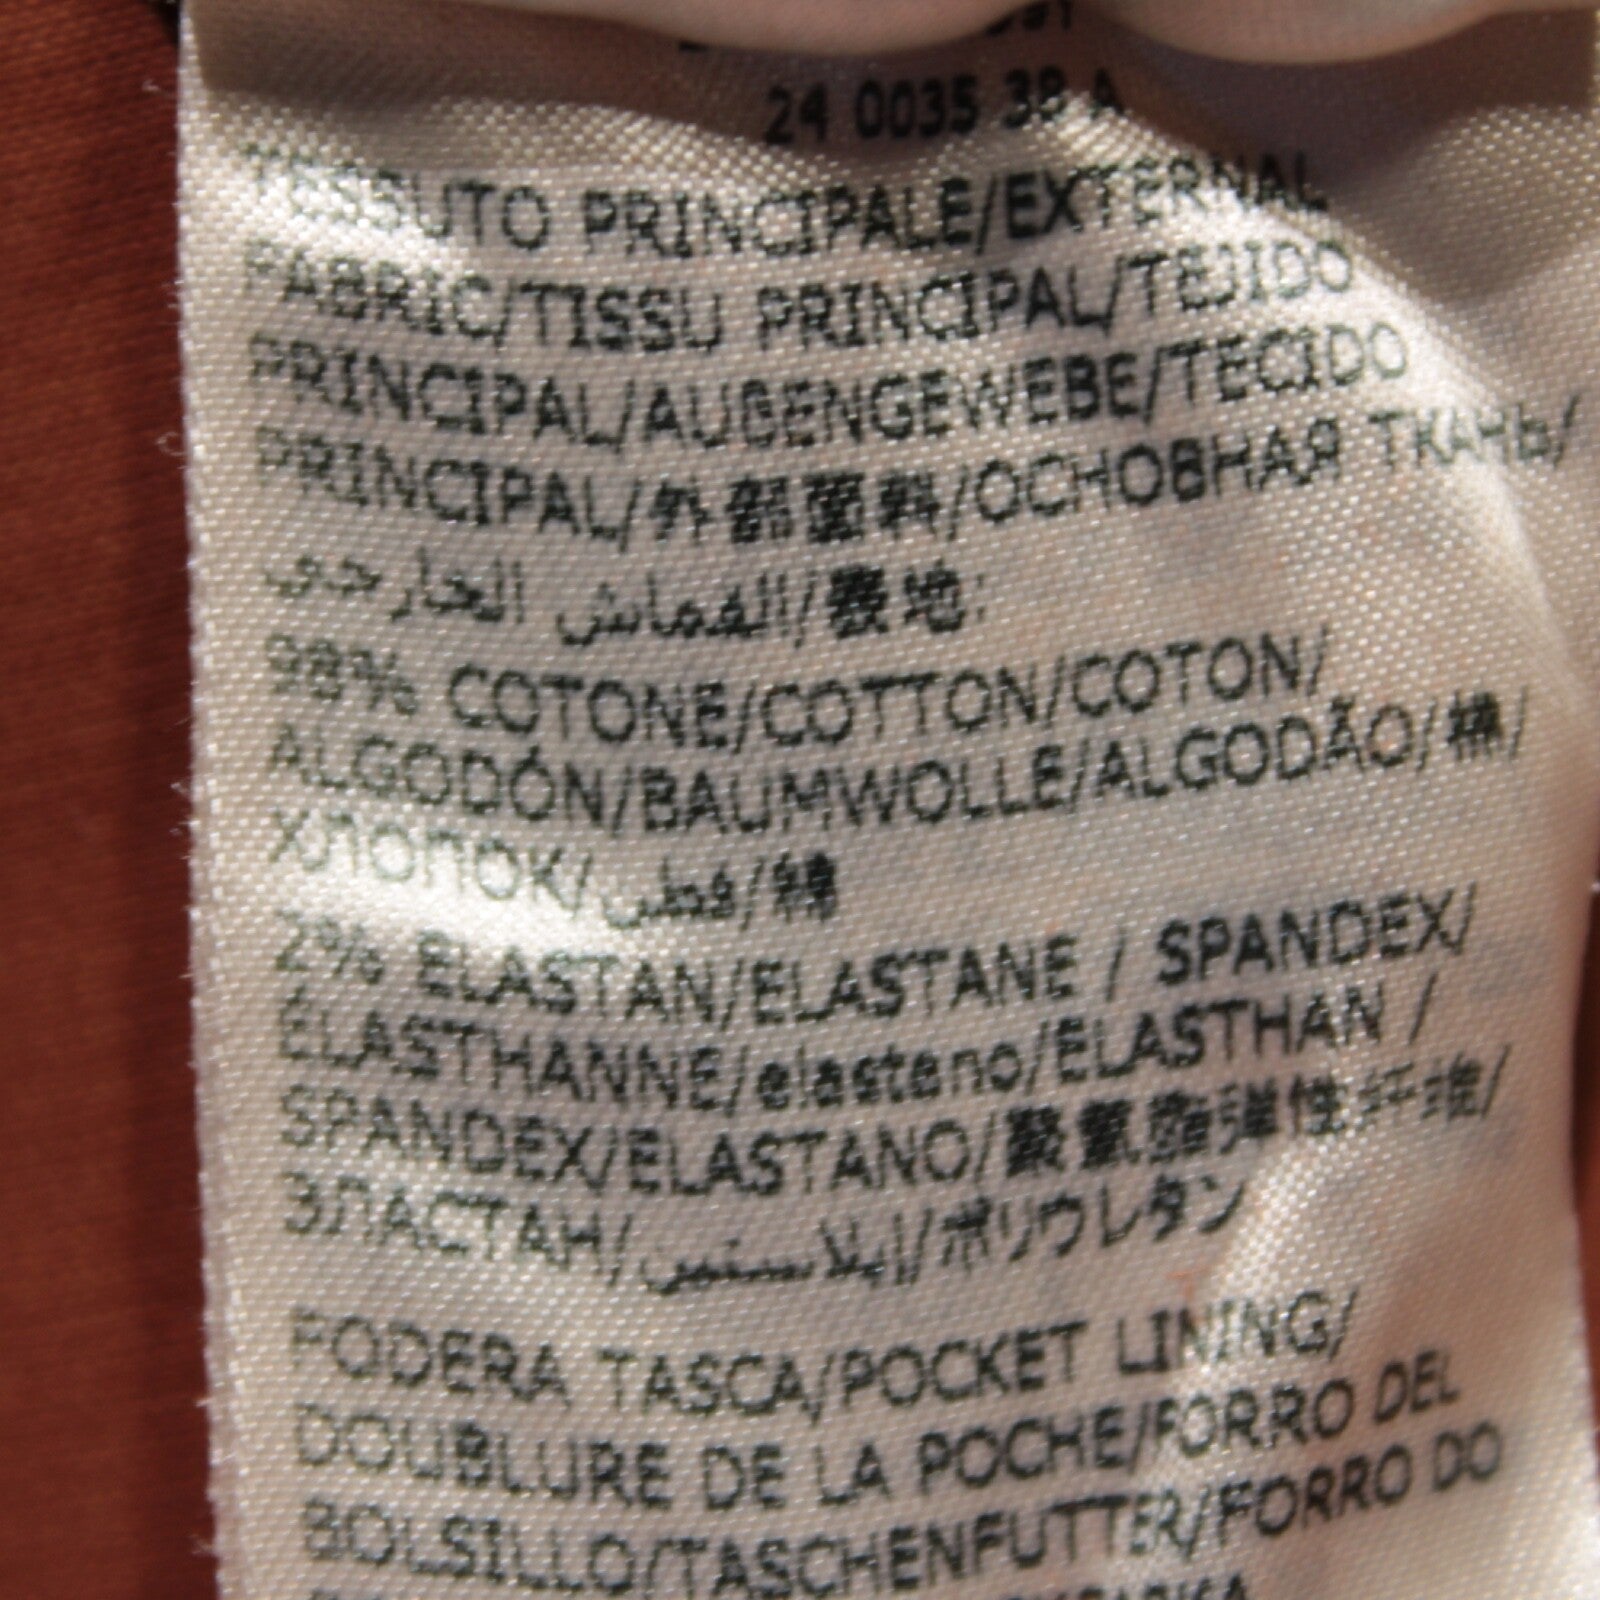 24 0035 38 A
TESSUTO PRINCIPALE/EXTERNAL
FABRIC/TISSU PRINCIPAL/TEJIDO
PRINCIPAL/AUßENGEWEBE/TECIDO
PRINCIPAL/外部面料/ОСНОВНАЯ ТКАНЬ/
القماش الخارجي/表地:
98% COTONE/COTTON/COTON/
ALGODÓN/BAUMWOLLE/ALGODÃO/棉/
ХЛОПОК/قطن/綿
2% ELASTAN/ELASTANE / SPANDEX/
ÉLASTHANNE/elasteno/ELASTHAN /
SPANDEX/ELASTANO/聚氨酯弹性纤维/
ЭЛАСТАН/إيلاستين/ポリウレタン
FODERA TASCA/POCKET LINING/
DOUBLURE DE LA POCHE/FORRO DEL
BOLSILLO/TASCHENFUTTER/FORRO DO